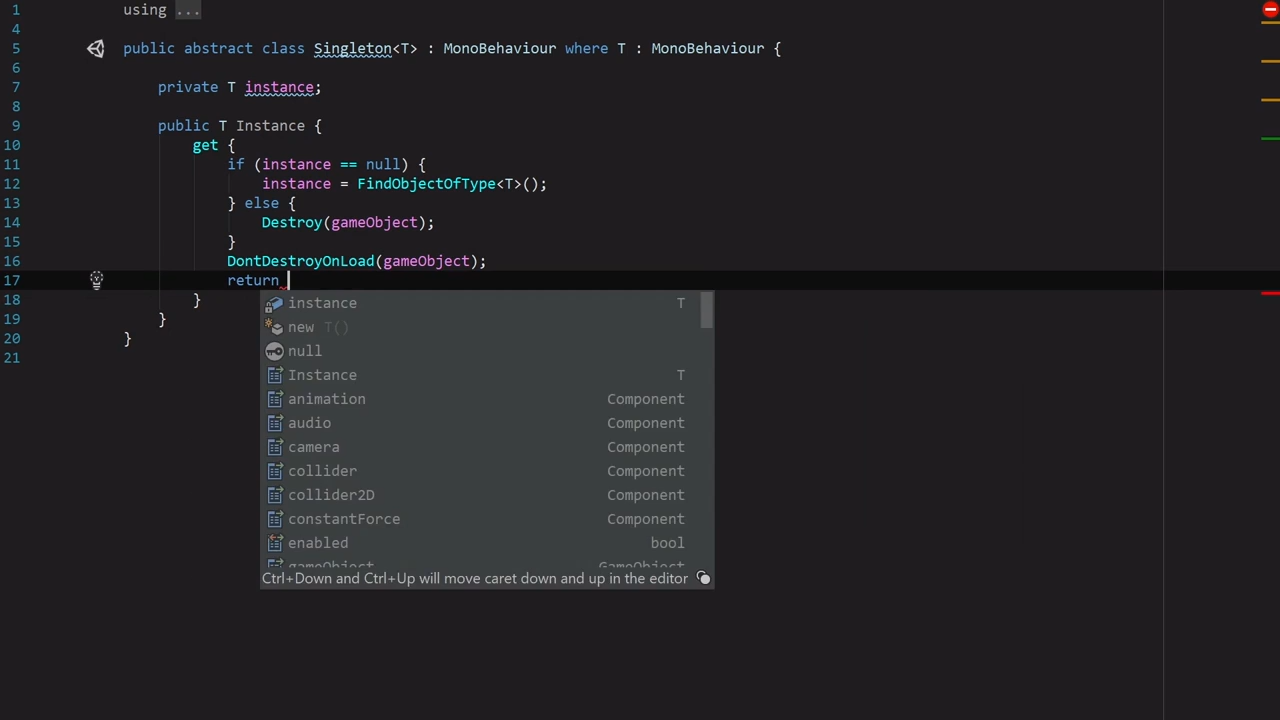 1 using ...
4
5 public abstract class Singleton<T> : MonoBehaviour where T : MonoBehaviour {
6
7 private T instance;
8
9 public T Instance {
10 get {
11 if (instance == null) {
12 instance = FindObjectOfType<T>();
13 } else {
14 Destroy(gameObject);
15 }
16 DontDestroyOnLoad(gameObject);
17 return
18 }
19 }
20 }
21
instance T
new T()
null
Instance T
animation Component
audio Component
camera Component
collider Component
collider2D Component
constantForce Component
enabled bool
gameObject GameObject
Ctrl+Down and Ctrl+Up will move caret down and up in the editor